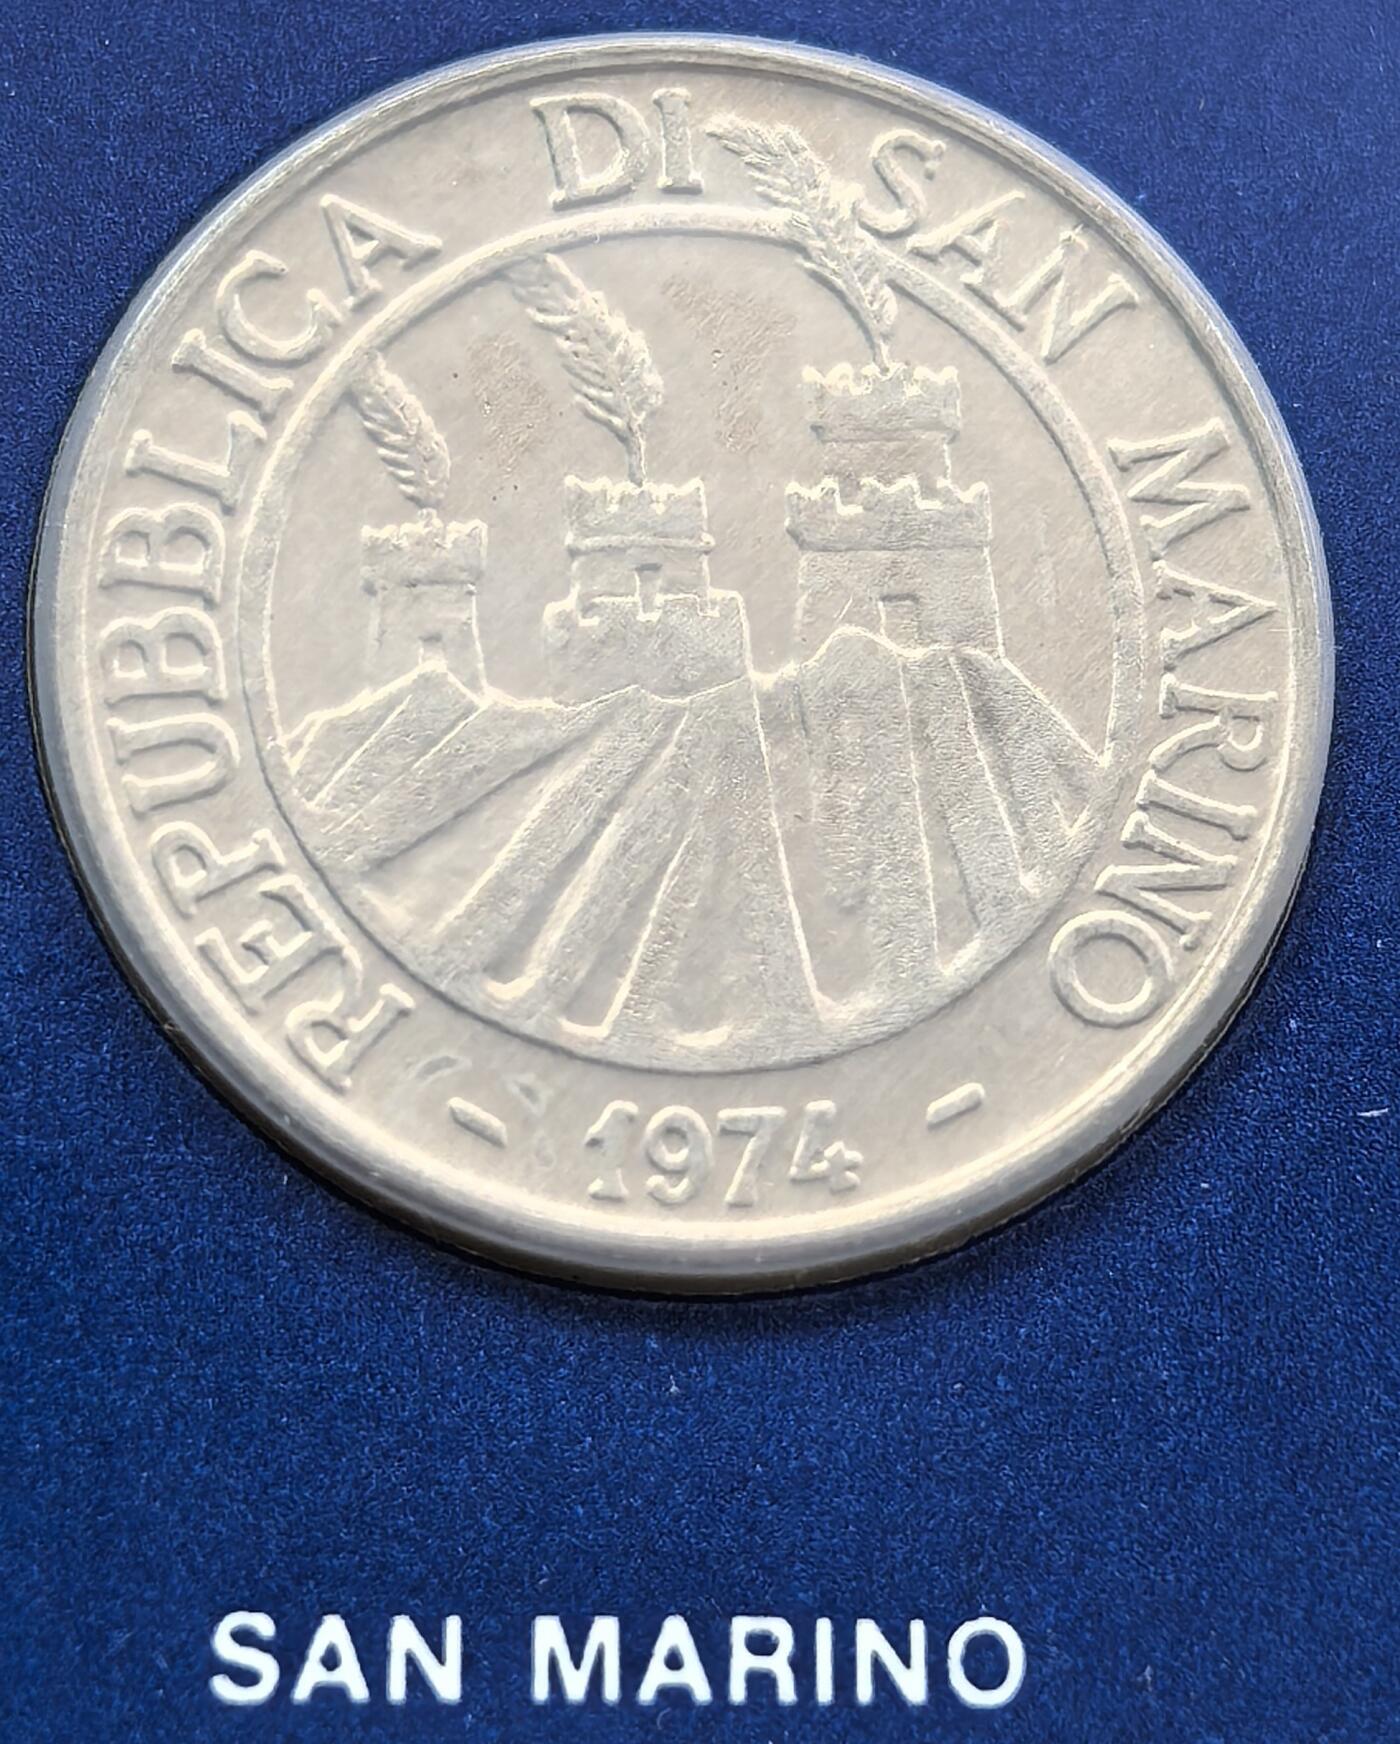 REPUBBLICA DI SAN MARINO
- 1974 -
SAN MARINO